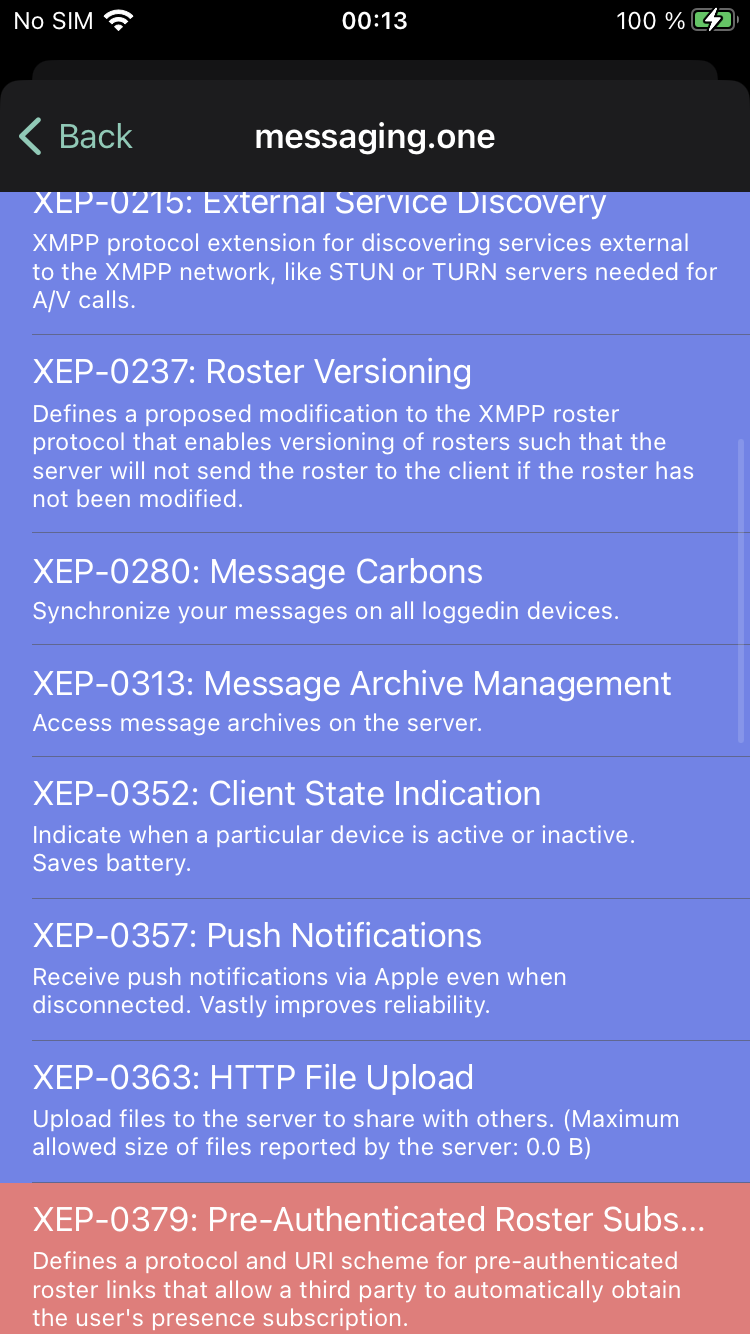 No SIM 00:13 100 %
Back messaging.one
XEP-0215: External Service Discovery
XMPP protocol extension for discovering services external
to the XMPP network, like STUN or TURN servers needed for
A/V calls.
XEP-0237: Roster Versioning
Defines a proposed modification to the XMPP roster
protocol that enables versioning of rosters such that the
server will not send the roster to the client if the roster has
not been modified.
XEP-0280: Message Carbons
Synchronize your messages on all loggedin devices.
XEP-0313: Message Archive Management
Access message archives on the server.
XEP-0352: Client State Indication
Indicate when a particular device is active or inactive.
Saves battery.
XEP-0357: Push Notifications
Receive push notifications via Apple even when
disconnected. Vastly improves reliability.
XEP-0363: HTTP File Upload
Upload files to the server to share with others. (Maximum
allowed size of files reported by the server: 0.0 B)
XEP-0379: Pre-Authenticated Roster Subs...
Defines a protocol and URI scheme for pre-authenticated
roster links that allow a third party to automatically obtain
the user's presence subscription.